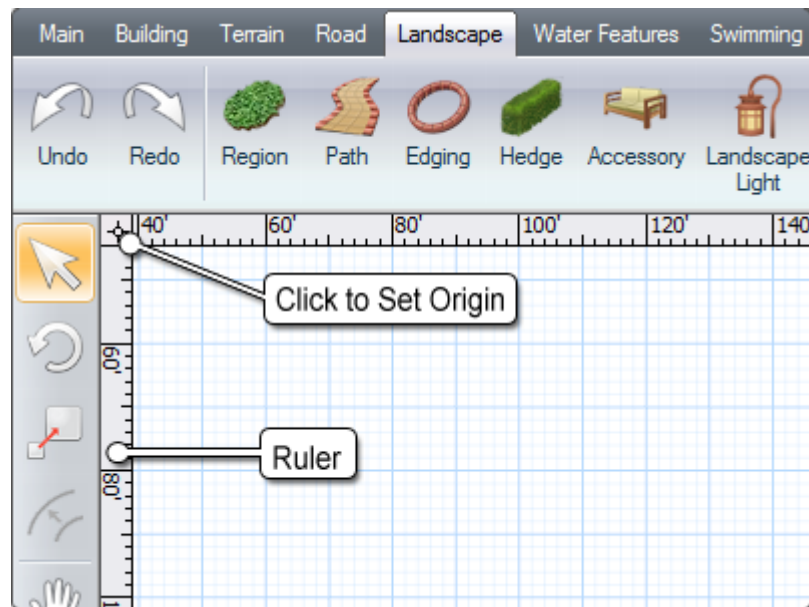 Main Building Terrain Road Landscape Water Features Swimming
Undo Redo Region Path Edging Hedge Accessory Landscape Light
40' 60' 80' 100' 120' 140
Click to Set Origin
60'
Ruler
80'
1